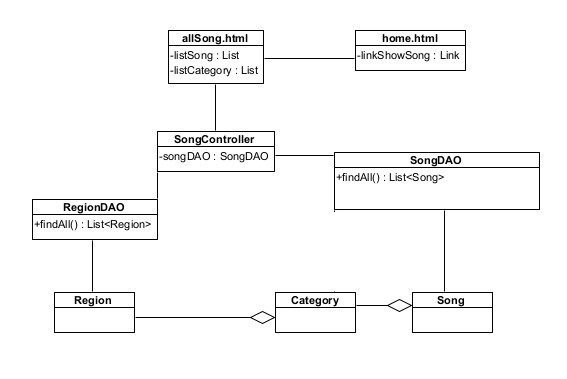 allSong.html
-listSong : List
-listCategory : List
home.html
-linkShowSong : Link
SongController
-songDAO : SongDAO
SongDAO
+findAll() : List<Song>
RegionDAO
+findAll() : List<Region>
Region
Category
Song